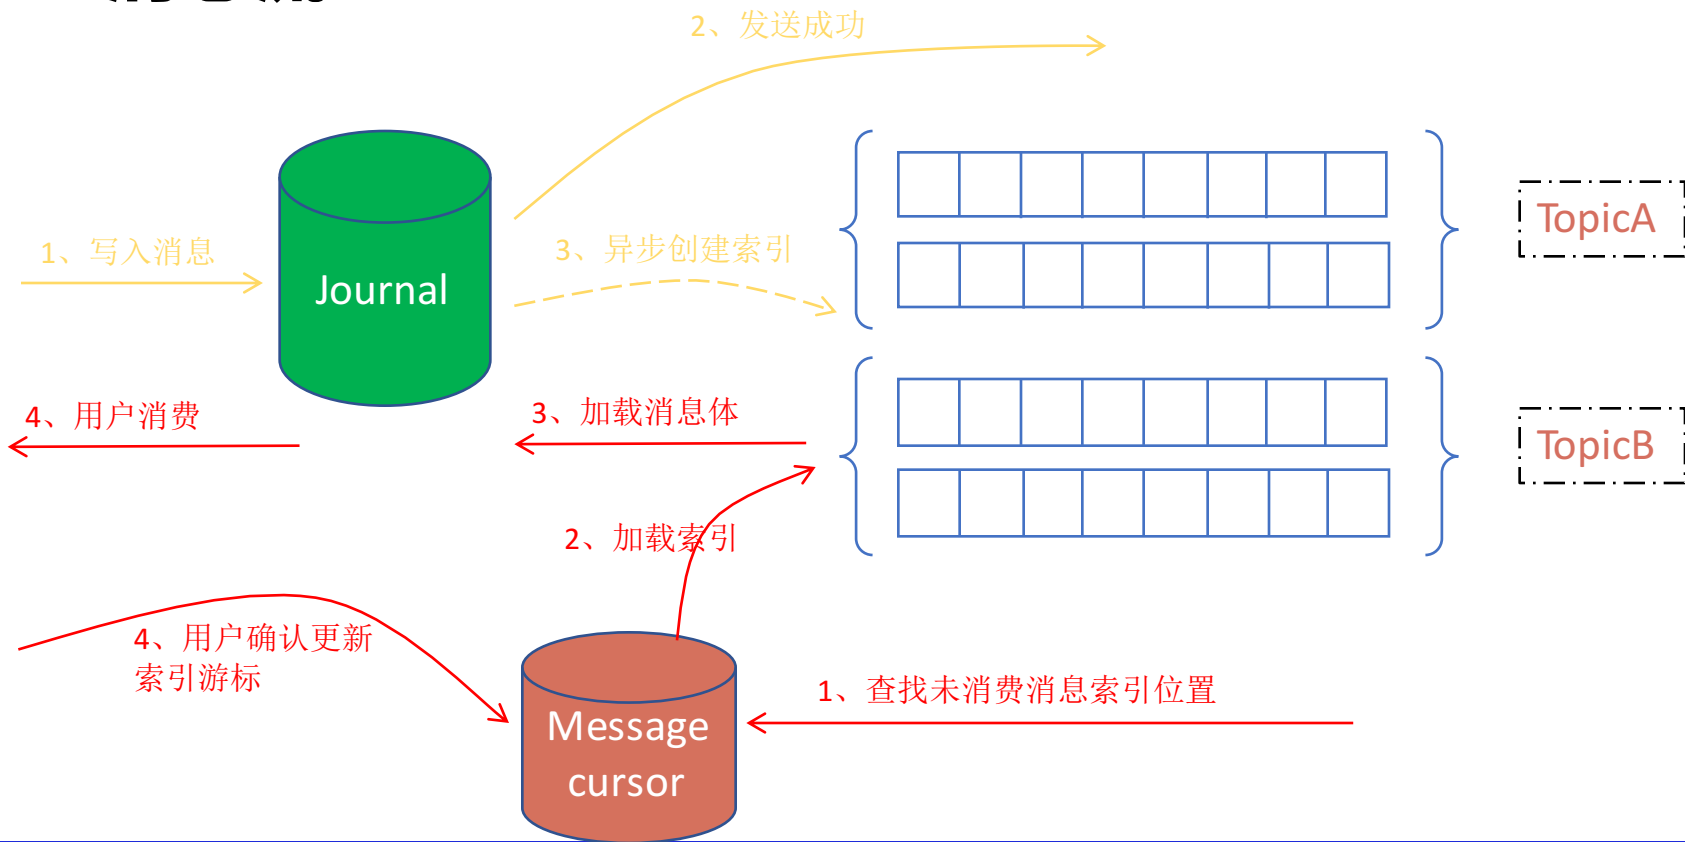 2、发送成功
1、写入消息
3、异步创建索引
TopicA
Journal
4、用户消费
3、加载消息体
TopicB
2、加载索引
4、用户确认更新
索引游标
1、查找未消费消息索引位置
Message
cursor